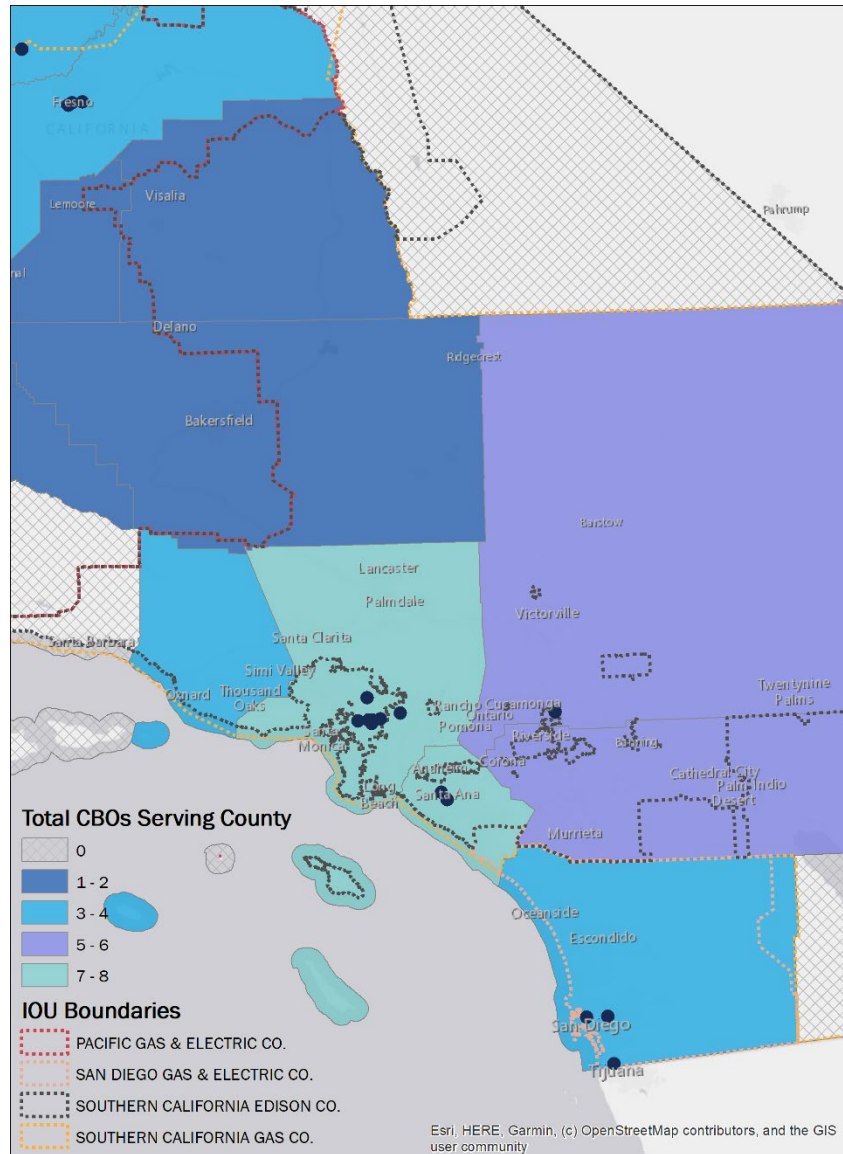 Fresno
CALIFORNIA
Visalia
Lemoore
Pahrump
nal
Delano
Ridgecrest
Bakersfield
Barstow
Lancaster
Palmdale
Victorville
Santa Clarita
Santa Barbara
Simi Valley
Twentynine
Palms
Oxnard
Thousand
Oaks
Rancho Cucamonga
Ontario
Pomona
Santa
Monica
Riverside
Banning
Corona
Anaheim
Cathedral City
Palm
Desert
Indio
Long
Beach
Santa Ana
Murrieta
Total CBOs Serving County
0
1 - 2
3 - 4
5 - 6
7 - 8
Oceanside
Escondido
San Diego
Tijuana
IOU Boundaries
PACIFIC GAS & ELECTRIC CO.
SAN DIEGO GAS & ELECTRIC CO.
SOUTHERN CALIFORNIA EDISON CO.
SOUTHERN CALIFORNIA GAS CO.
Esri, HERE, Garmin, (c) OpenStreetMap contributors, and the GIS
user community